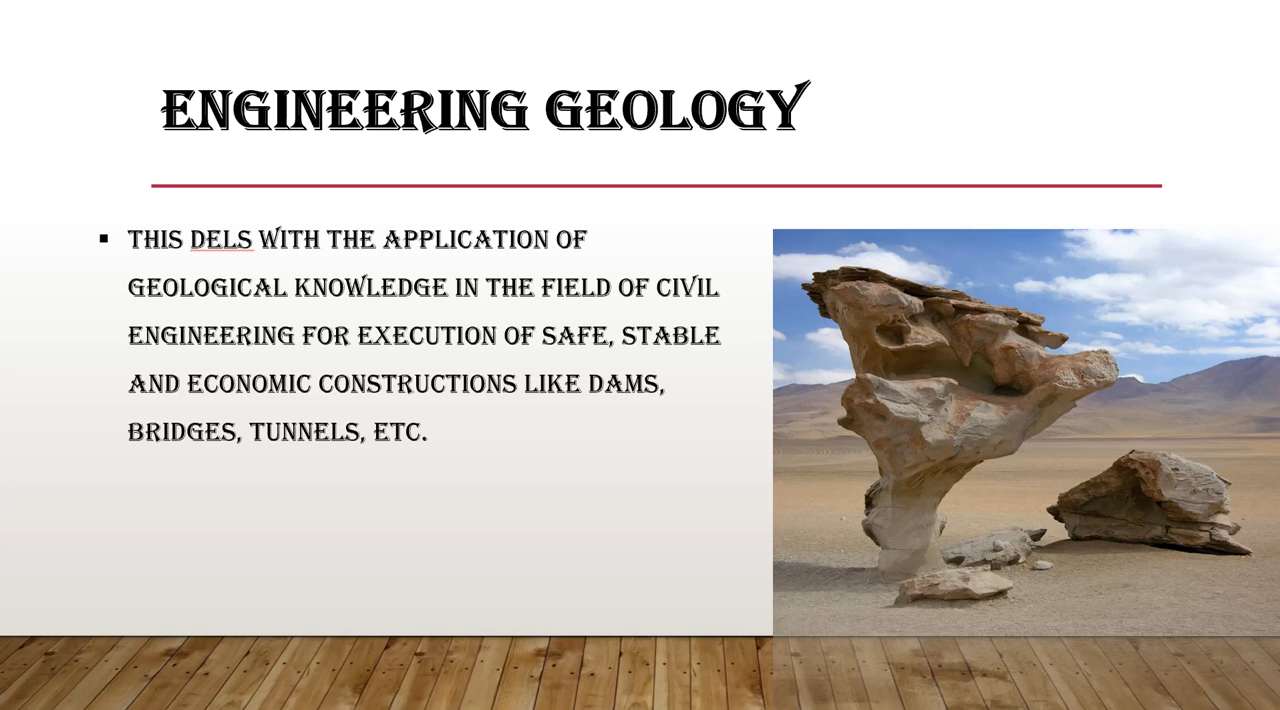 ENGINEERING GEOLOGY
▪ THIS DELS WITH THE APPLICATION OF
GEOLOGICAL KNOWLEDGE IN THE FIELD OF CIVIL
ENGINEERING FOR EXECUTION OF SAFE, STABLE
AND ECONOMIC CONSTRUCTIONS LIKE DAMS,
BRIDGES, TUNNELS, ETC.